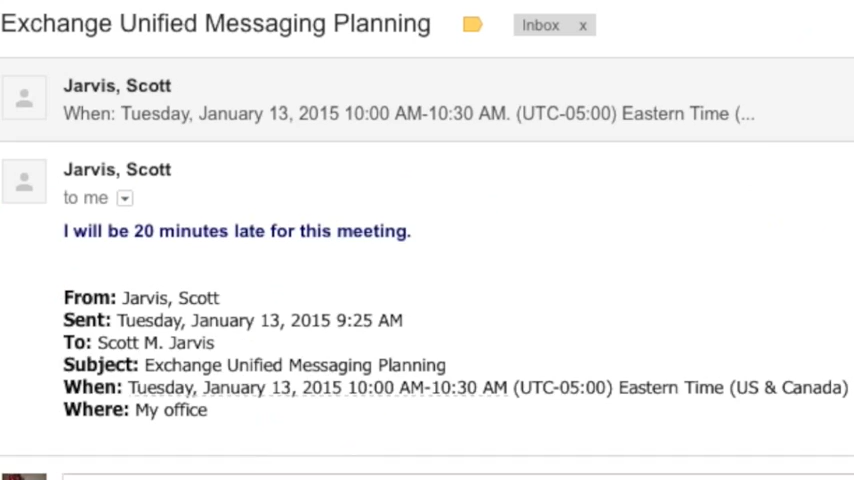 Exchange Unified Messaging Planning
Inbox x
Jarvis, Scott
When: Tuesday, January 13, 2015 10:00 AM-10:30 AM. (UTC-05:00) Eastern Time (...
Jarvis, Scott
to me
I will be 20 minutes late for this meeting.
From: Jarvis, Scott
Sent: Tuesday, January 13, 2015 9:25 AM
To: Scott M. Jarvis
Subject: Exchange Unified Messaging Planning
When: Tuesday, January 13, 2015 10:00 AM-10:30 AM (UTC-05:00) Eastern Time (US & Canada)
Where: My office